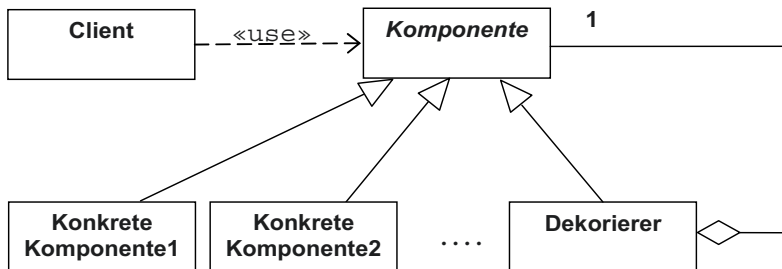 Client
«use»
Komponente
1
Konkrete
Komponente1
Konkrete
Komponente2
....
Dekorierer